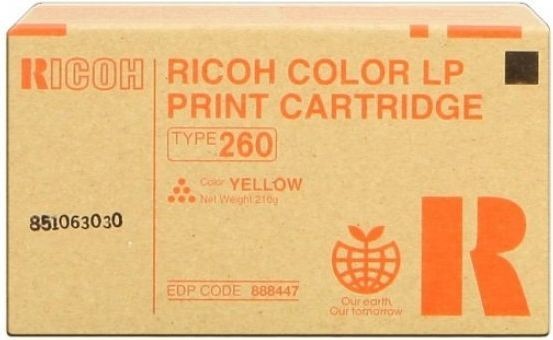 RICOH
RICOH COLOR LP
PRINT CARTRIDGE
TYPE 260
Color YELLOW
Net Weight 210g
851063030
EDP CODE 888447
Our earth,
Our tomorrow
R